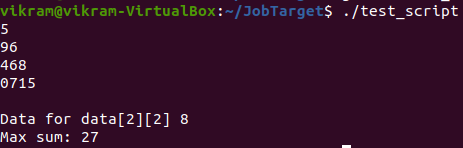 vikram@vikram-VirtualBox:~/JobTarget$ ./test_script
5
96
468
0715
Data for data[2][2] 8
Max sum: 27